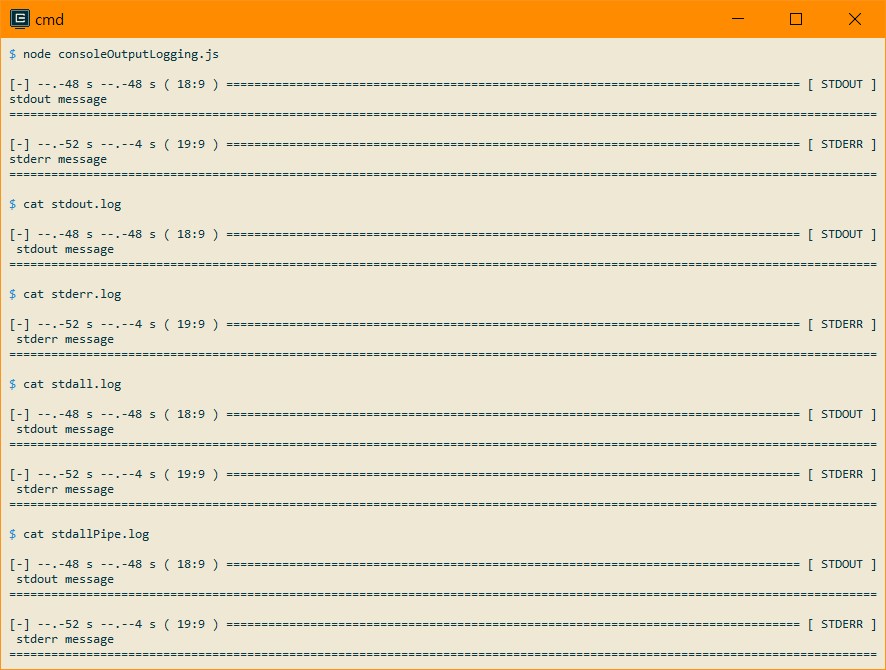 cmd
$ node consoleOutputLogging.js
[-] --.-48 s --.-48 s ( 18:9 ) ================================================================================== [ STDOUT ]
stdout message
============================================================================================================================
[-] --.-52 s --.--4 s ( 19:9 ) ================================================================================== [ STDERR ]
stderr message
============================================================================================================================
$ cat stdout.log
[-] --.-48 s --.-48 s ( 18:9 ) ================================================================================== [ STDOUT ]
 stdout message
============================================================================================================================
$ cat stderr.log
[-] --.-52 s --.--4 s ( 19:9 ) ================================================================================== [ STDERR ]
 stderr message
============================================================================================================================
$ cat stdall.log
[-] --.-48 s --.-48 s ( 18:9 ) ================================================================================== [ STDOUT ]
 stdout message
============================================================================================================================
[-] --.-52 s --.--4 s ( 19:9 ) ================================================================================== [ STDERR ]
 stderr message
============================================================================================================================
$ cat stdallPipe.log
[-] --.-48 s --.-48 s ( 18:9 ) ================================================================================== [ STDOUT ]
 stdout message
============================================================================================================================
[-] --.-52 s --.--4 s ( 19:9 ) ================================================================================== [ STDERR ]
 stderr message
============================================================================================================================